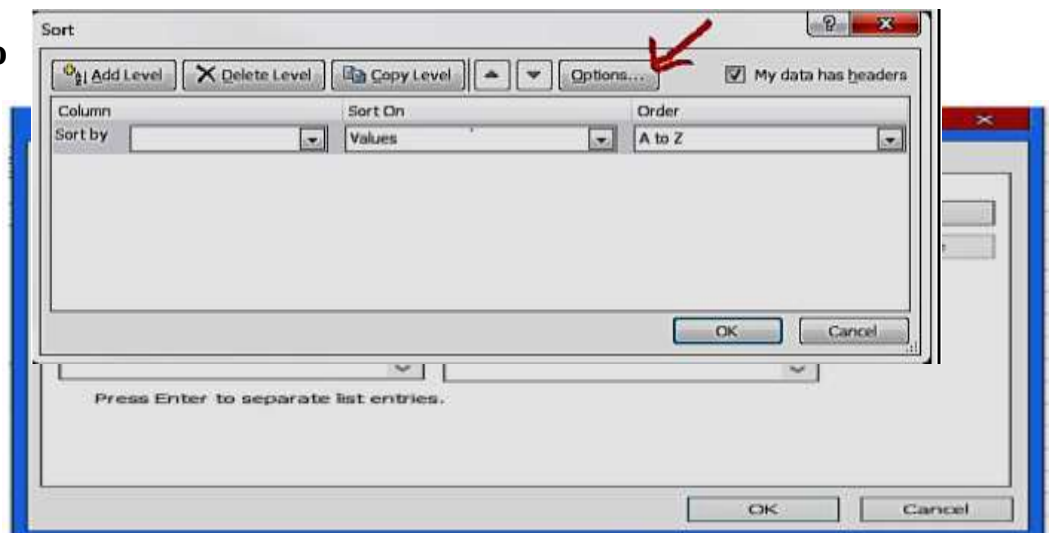 Sort
Add Level Delete Level Copy Level Options... My data has headers
Column Sort On Order
Sort by Values A to Z
OK Cancel
Press Enter to separate list entries.
OK Cancel